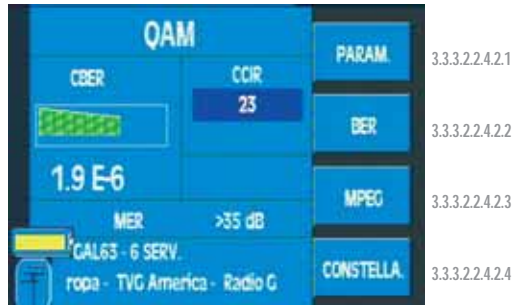 QAM
PARAM.
3.3.3.2.2.4.2.1
CBER
CCIR
23
BER
3.3.3.2.2.4.2.2
1.9 E-6
MPEG
3.3.3.2.2.4.2.3
MER >35 dB
GAL63 - 6 SERV.
ropa - TVG America - Radio G
CONSTELLA.
3.3.3.2.2.4.2.4